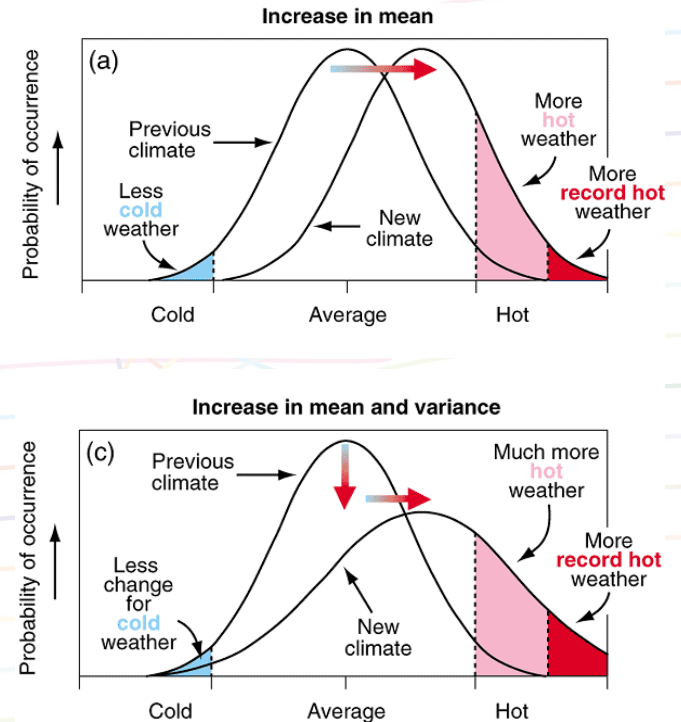 Increase in mean
(a)
Probability of occurrence
Previous
climate
Less
cold
weather
New
climate
More
hot
weather
More
record hot
weather
Cold
Average
Hot
Increase in mean and variance
(c)
Probability of occurrence
Previous
climate
Less
change
for
cold
weather
New
climate
Much more
hot
weather
More
record hot
weather
Cold
Average
Hot